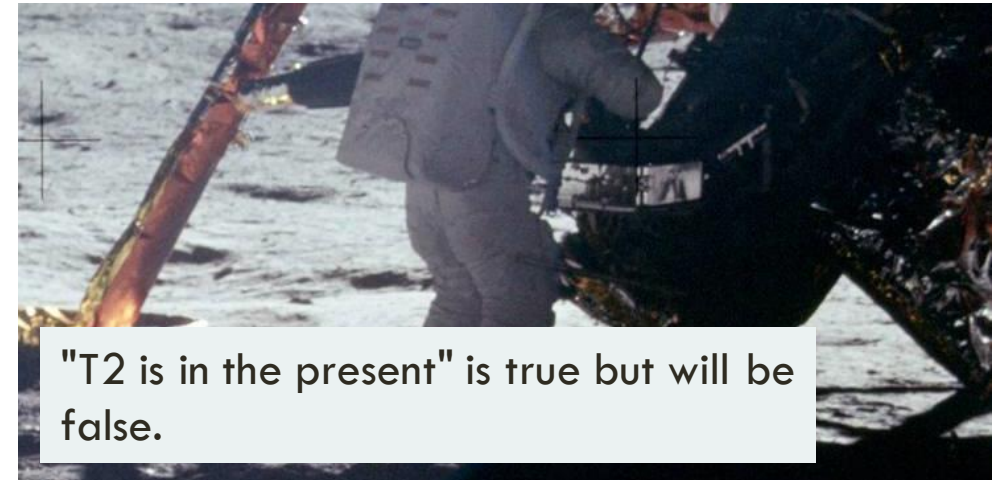 "T2 is in the present" is true but will be
false.